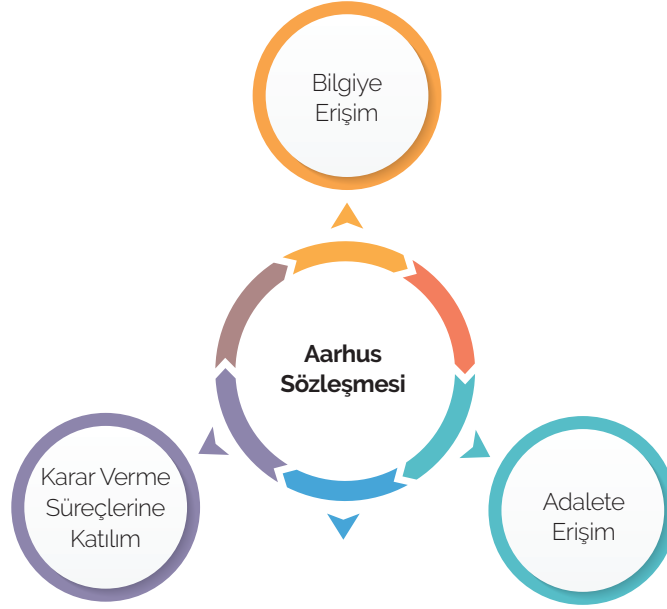 Bilgiye
Erişim
Aarhus
Sözleşmesi
Karar Verme
Süreçlerine
Katılım
Adalete
Erişim